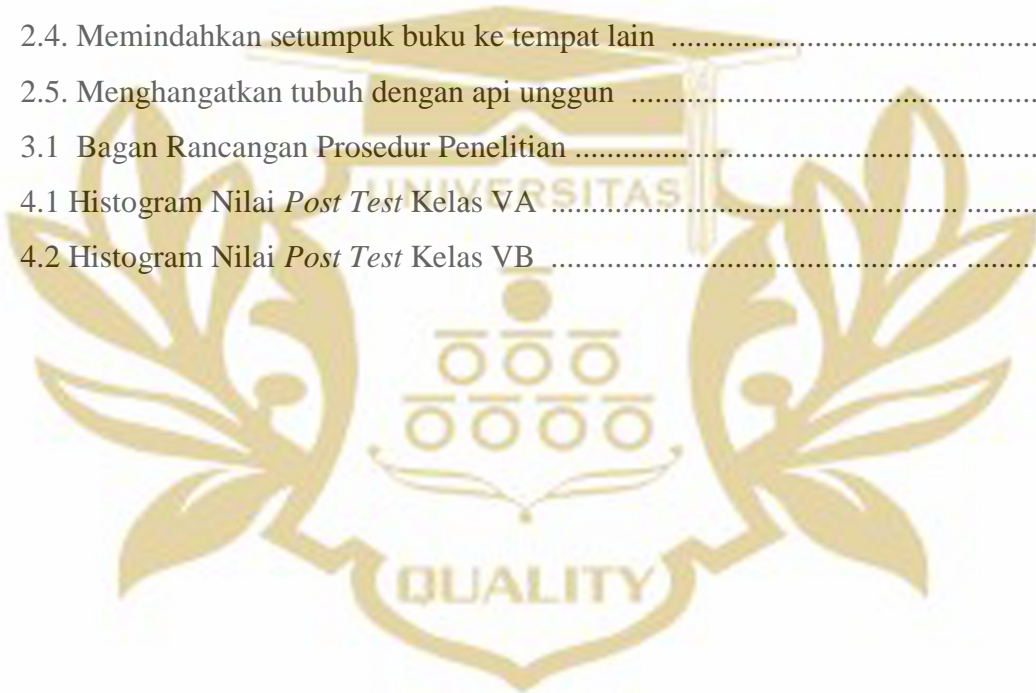 2.4. Memindahkan setumpuk buku ke tempat lain ................................................
2.5. Menghangatkan tubuh dengan api unggun .....................................................
3.1 Bagan Rancangan Prosedur Penelitian ............................................................
4.1 Histogram Nilai Post Test Kelas VA ................................................... .........
UNIVERSITAS
4.2 Histogram Nilai Post Test Kelas VB ................................................... .........
QUALITY